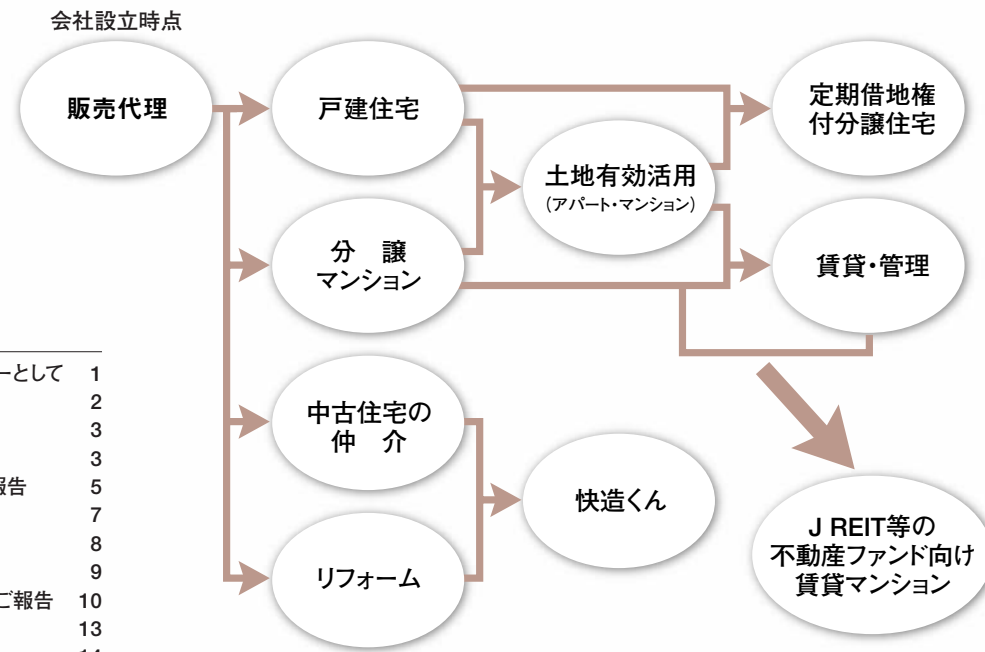 会社設立時点
販売代理
戸建住宅
分　譲
マンション
中古住宅の
仲　介
リフォーム
土地有効活用
(アパート・マンション)
快造くん
定期借地権
付分譲住宅
賃貸・管理
J REIT等の
不動産ファンド向け
賃貸マンション
ーとして 1
2
3
3
報告 5
7
8
9
ご報告 10
13